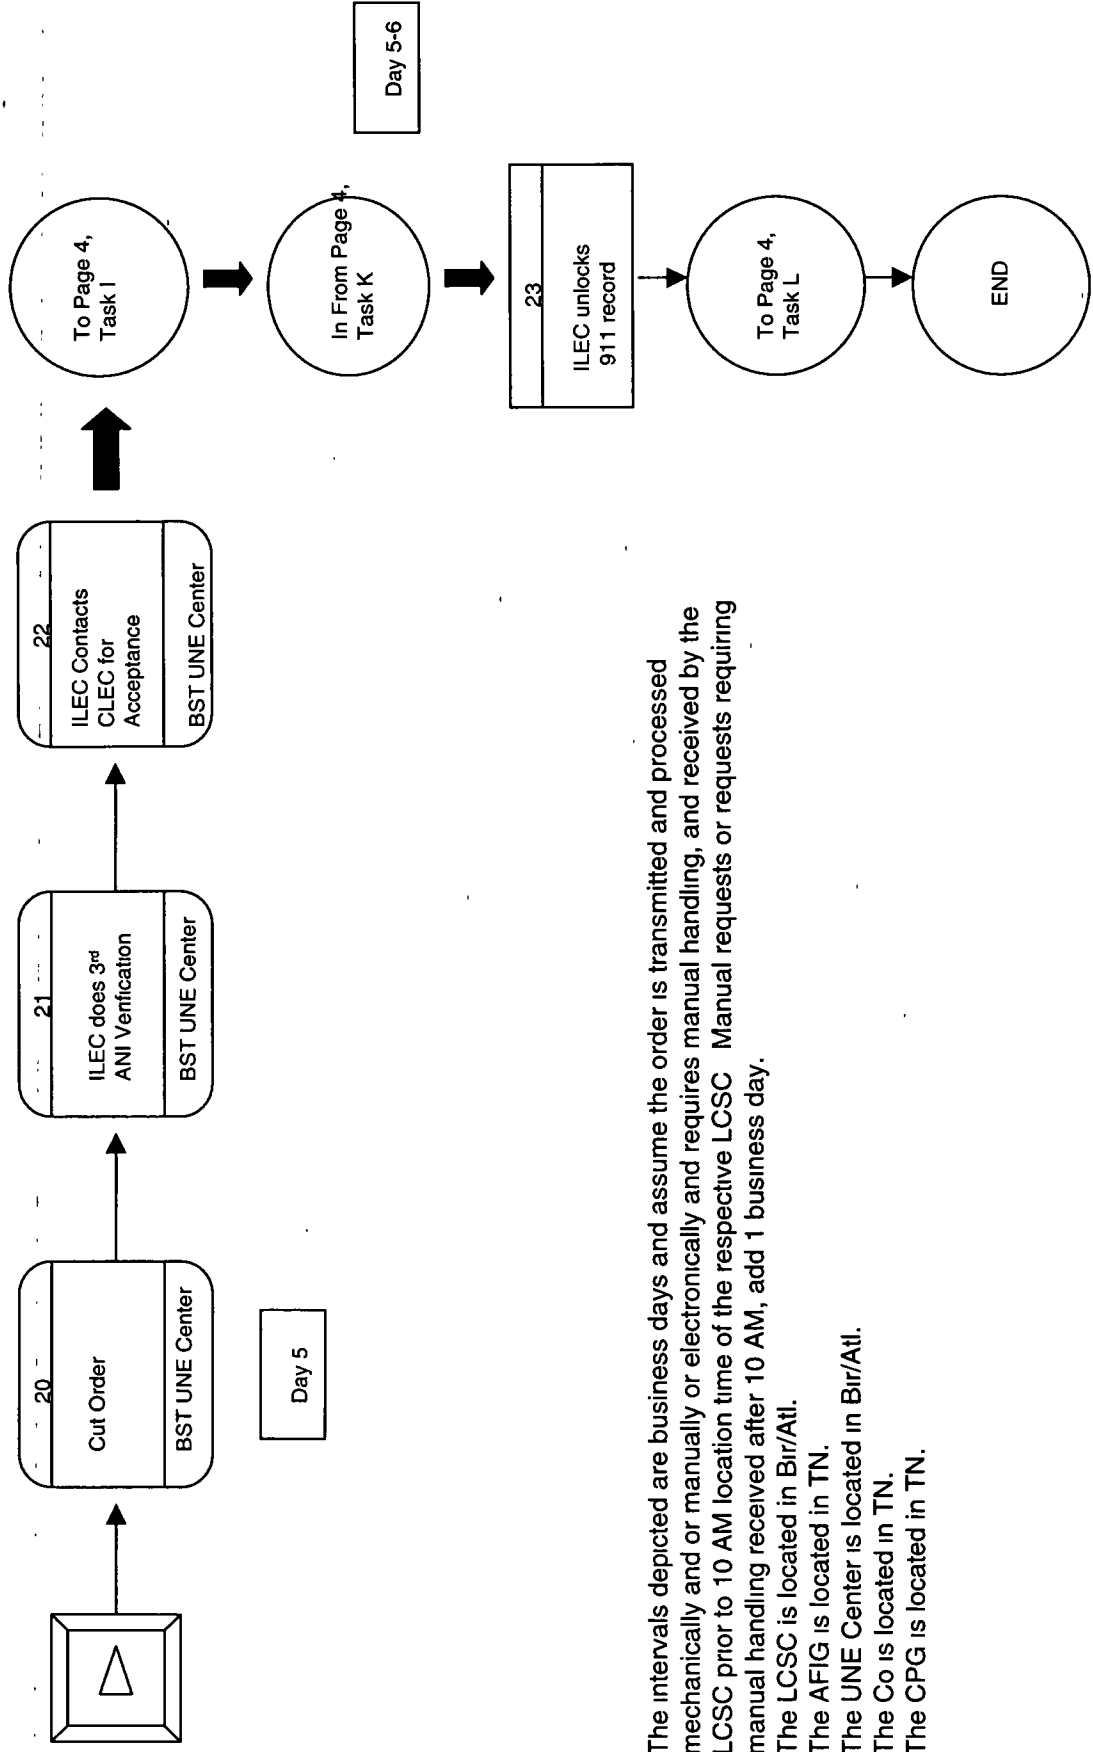 20
Cut Order
BST UNE Center
21
ILEC does 3rd
ANI Verification
BST UNE Center
22
ILEC Contacts
CLEC for
Acceptance
BST UNE Center
To Page 4,
Task I
Day 5
In From Page 4,
Task K
Day 5-6
23
ILEC unlocks
911 record
To Page 4,
Task L
END
The intervals depicted are business days and assume the order is transmitted and processed
mechanically and or manually or electronically and requires manual handling, and received by the
LCSC prior to 10 AM location time of the respective LCSC Manual requests or requests requiring
manual handling received after 10 AM, add 1 business day.
The LCSC is located in Bir/Atl.
The AFIG is located in TN.
The UNE Center is located in Bir/Atl.
The Co is located in TN.
The CPG is located in TN.